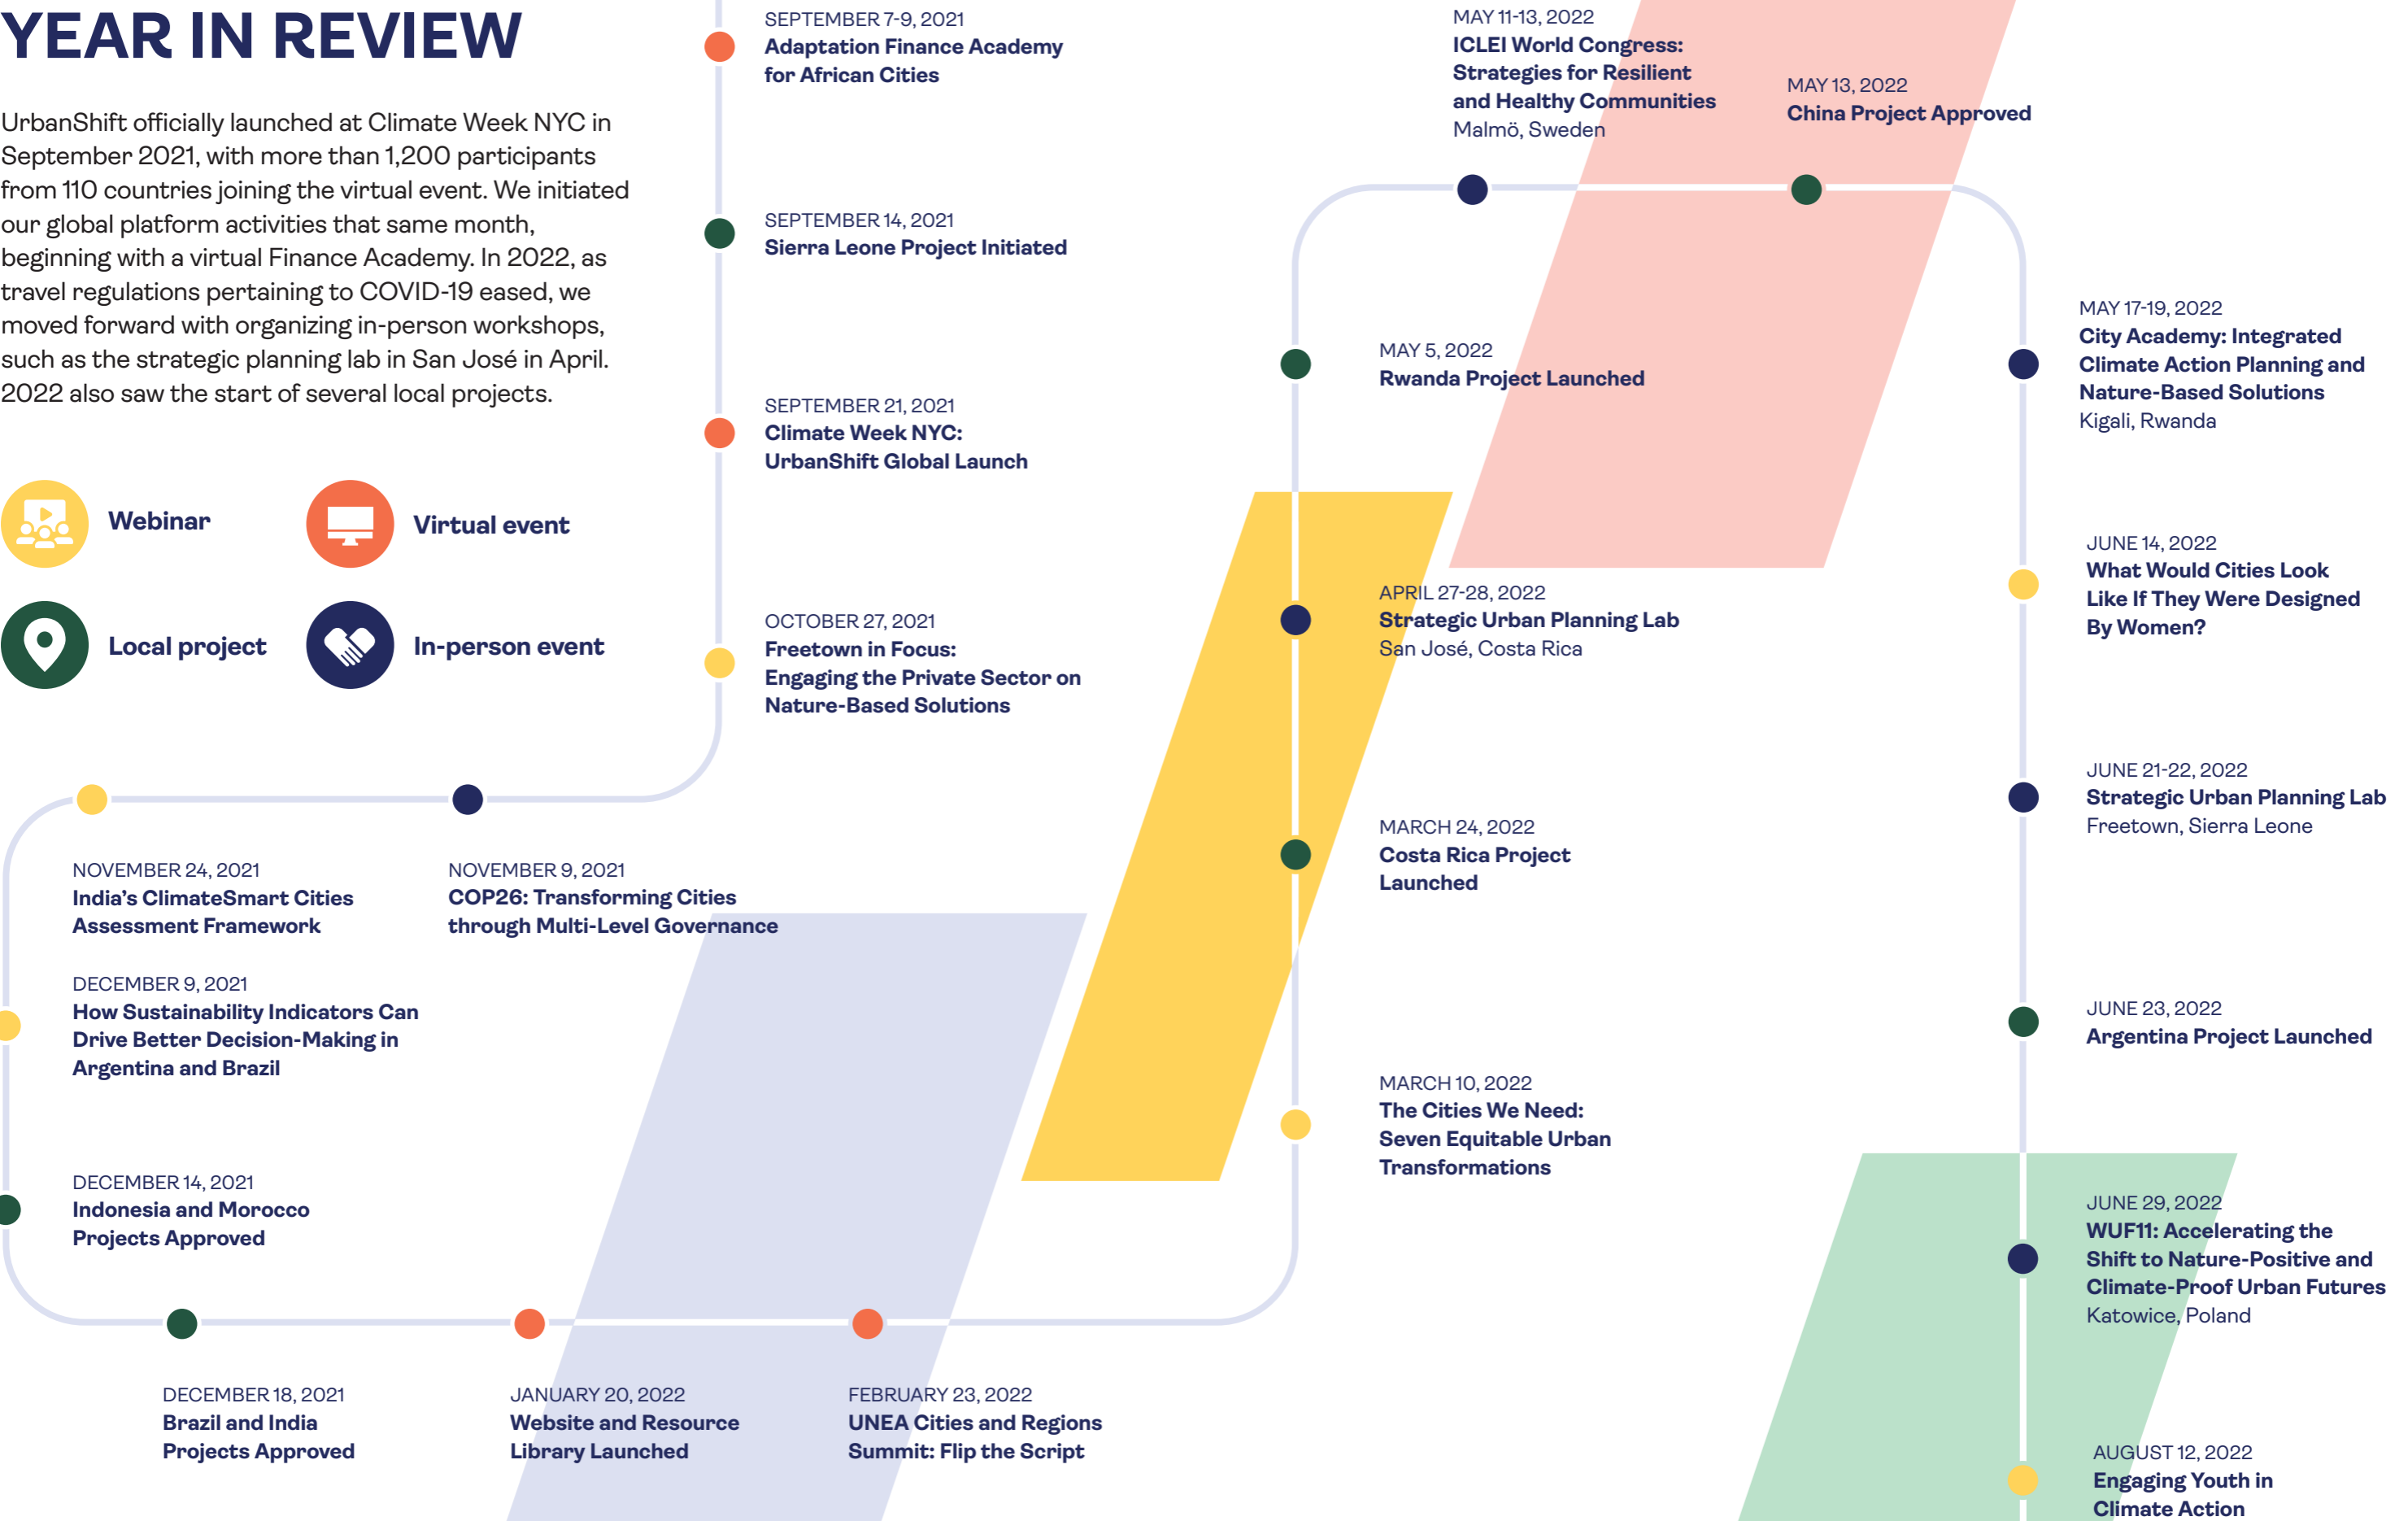 YEAR IN REVIEW
UrbanShift officially launched at Climate Week NYC in
September 2021, with more than 1,200 participants
from 110 countries joining the virtual event. We initiated
our global platform activities that same month,
beginning with a virtual Finance Academy. In 2022, as
travel regulations pertaining to COVID-19 eased, we
moved forward with organizing in-person workshops,
such as the strategic planning lab in San José in April.
2022 also saw the start of several local projects.
Webinar
Virtual event
Local project
In-person event
SEPTEMBER 7-9, 2021
Adaptation Finance Academy
for African Cities
SEPTEMBER 14, 2021
Sierra Leone Project Initiated
SEPTEMBER 21, 2021
Climate Week NYC:
UrbanShift Global Launch
OCTOBER 27, 2021
Freetown in Focus:
Engaging the Private Sector on
Nature-Based Solutions
NOVEMBER 9, 2021
COP26: Transforming Cities
through Multi-Level Governance
NOVEMBER 24, 2021
India's ClimateSmart Cities
Assessment Framework
DECEMBER 9, 2021
How Sustainability Indicators Can
Drive Better Decision-Making in
Argentina and Brazil
DECEMBER 14, 2021
Indonesia and Morocco
Projects Approved
DECEMBER 18, 2021
Brazil and India
Projects Approved
JANUARY 20, 2022
Website and Resource
Library Launched
FEBRUARY 23, 2022
UNEA Cities and Regions
Summit: Flip the Script
MARCH 10, 2022
The Cities We Need:
Seven Equitable Urban
Transformations
MARCH 24, 2022
Costa Rica Project
Launched
APRIL 27-28, 2022
Strategic Urban Planning Lab
San José, Costa Rica
MAY 5, 2022
Rwanda Project Launched
MAY 11-13, 2022
ICLEI World Congress:
Strategies for Resilient
and Healthy Communities
Malmö, Sweden
MAY 13, 2022
China Project Approved
MAY 17-19, 2022
City Academy: Integrated
Climate Action Planning and
Nature-Based Solutions
Kigali, Rwanda
JUNE 14, 2022
What Would Cities Look
Like If They Were Designed
By Women?
JUNE 21-22, 2022
Strategic Urban Planning Lab
Freetown, Sierra Leone
JUNE 23, 2022
Argentina Project Launched
JUNE 29, 2022
WUF11: Accelerating the
Shift to Nature-Positive and
Climate-Proof Urban Futures
Katowice, Poland
AUGUST 12, 2022
Engaging Youth in
Climate Action